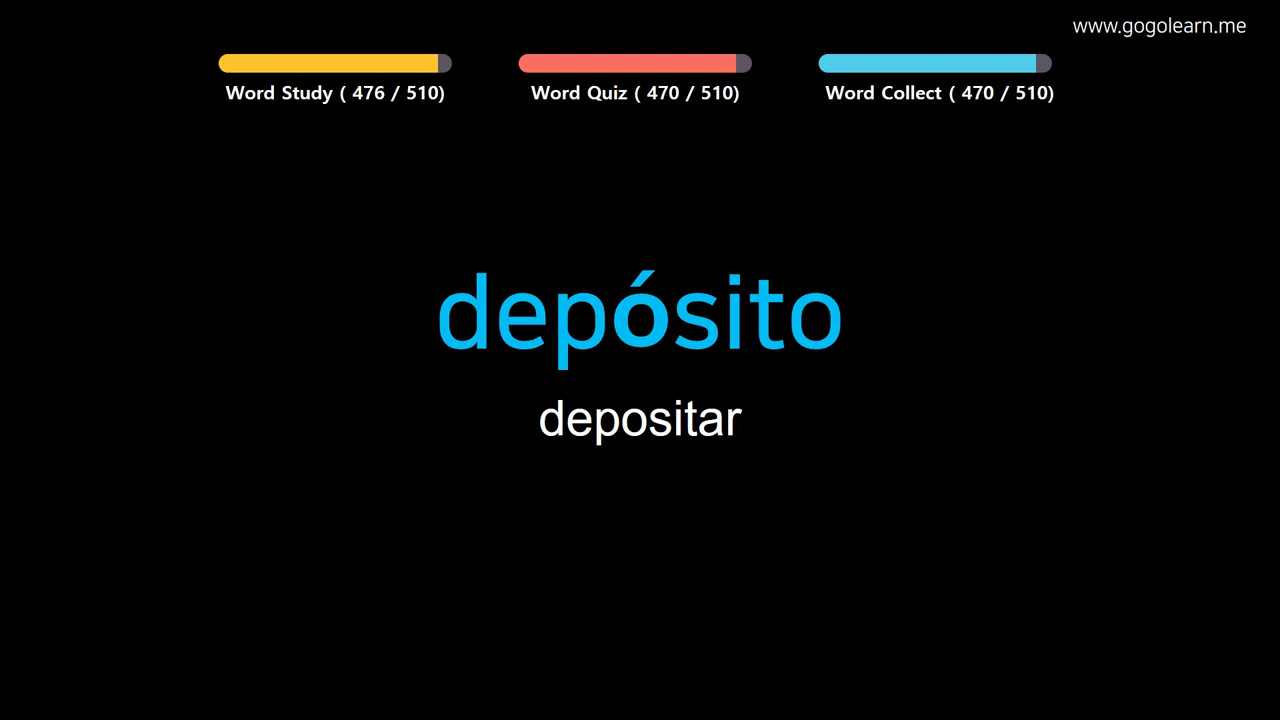 www.gogolearn.me
Word Study ( 476 / 510)
Word Quiz ( 470 / 510)
Word Collect ( 470 / 510)
depósito
depositar